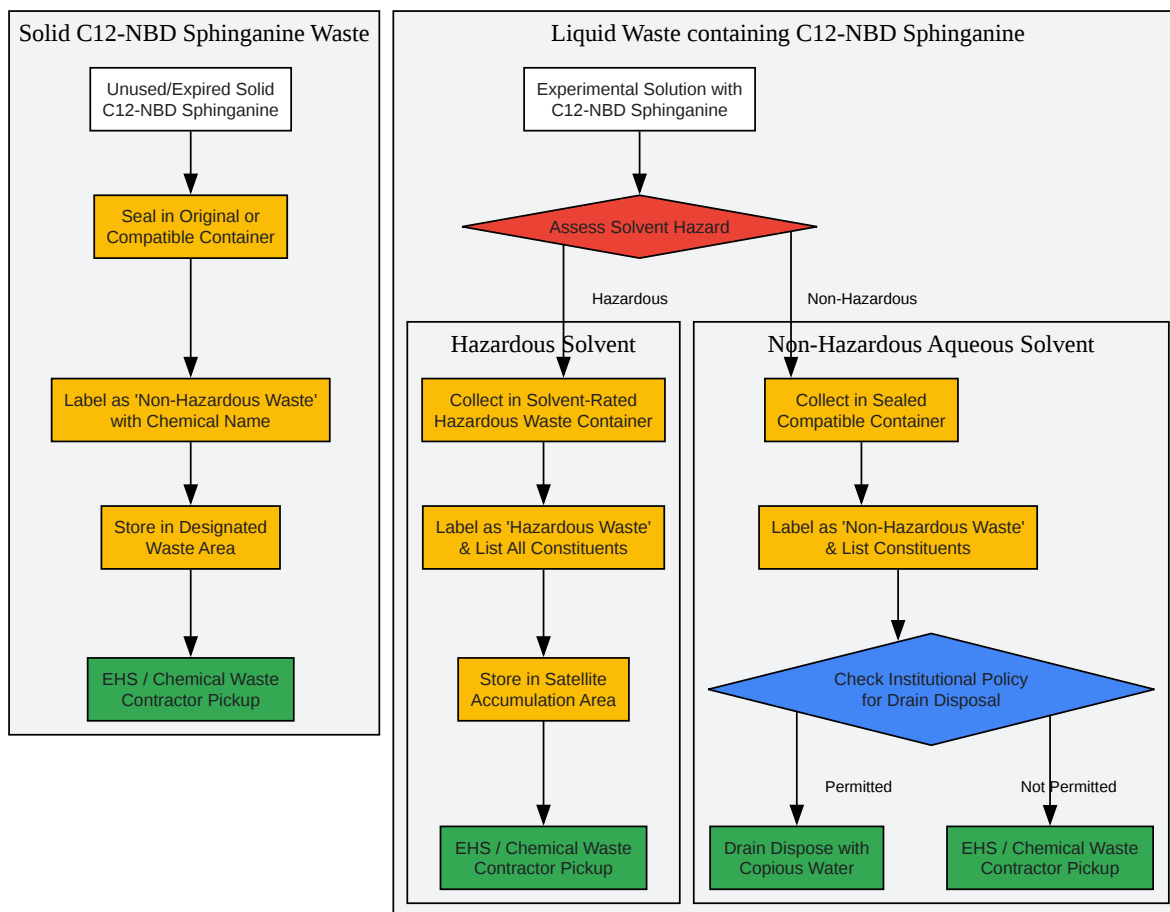 Solid C12-NBD Sphinganine Waste
Unused/Expired Solid
C12-NBD Sphinganine
Seal in Original or
Compatible Container
Label as 'Non-Hazardous Waste'
with Chemical Name
Store in Designated
Waste Area
EHS / Chemical Waste
Contractor Pickup
Liquid Waste containing C12-NBD Sphinganine
Experimental Solution with
C12-NBD Sphinganine
Assess Solvent Hazard
Hazardous
Non-Hazardous
Hazardous Solvent
Collect in Solvent-Rated
Hazardous Waste Container
Label as 'Hazardous Waste'
& List All Constituents
Store in Satellite
Accumulation Area
EHS / Chemical Waste
Contractor Pickup
Non-Hazardous Aqueous Solvent
Collect in Sealed
Compatible Container
Label as 'Non-Hazardous Waste'
& List Constituents
Check Institutional Policy
for Drain Disposal
Permitted
Not Permitted
Drain Dispose with
Copious Water
EHS / Chemical Waste
Contractor Pickup